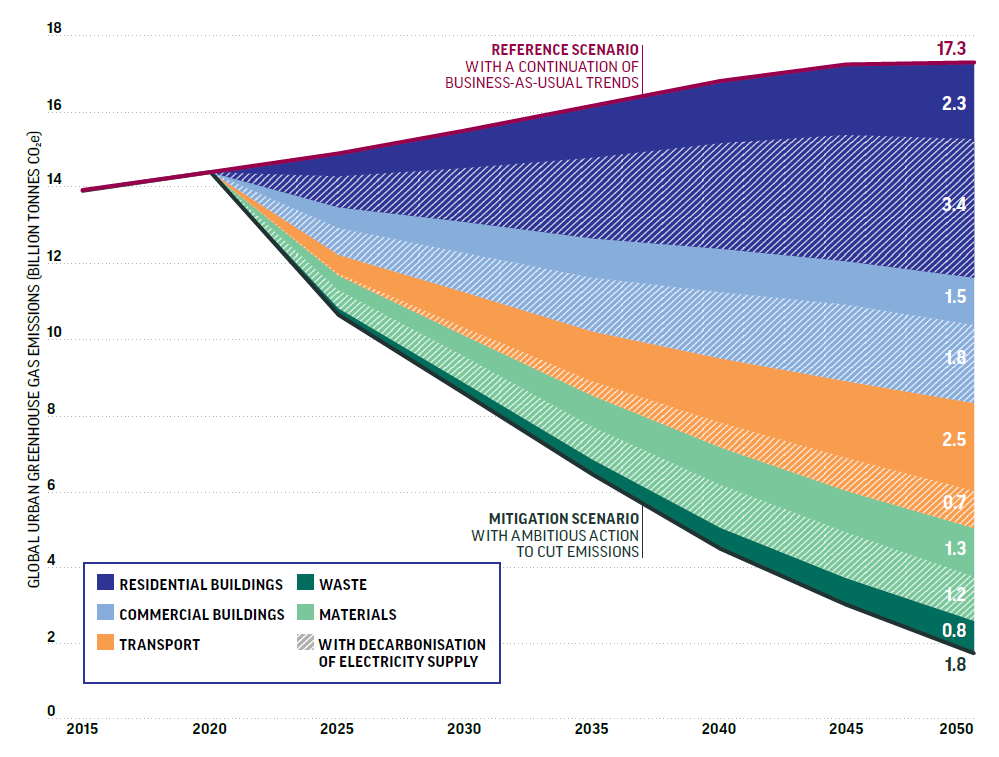 18
16
14
12
10
8
6
4
2
0
GLOBAL URBAN GREENHOUSE GAS EMISSIONS (BILLION TONNES CO₂e)
REFERENCE SCENARIO
WITH A CONTINUATION OF
BUSINESS-AS-USUAL TRENDS
17.3
2.3
3.4
1.5
1.8
2.5
0.7
1.3
1.2
0.8
1.8
MITIGATION SCENARIO
WITH AMBITIOUS ACTION
TO CUT EMISSIONS
RESIDENTIAL BUILDINGS
COMMERCIAL BUILDINGS
TRANSPORT
WASTE
MATERIALS
WITH DECARBONISATION
OF ELECTRICITY SUPPLY
2015 2020 2025 2030 2035 2040 2045 2050